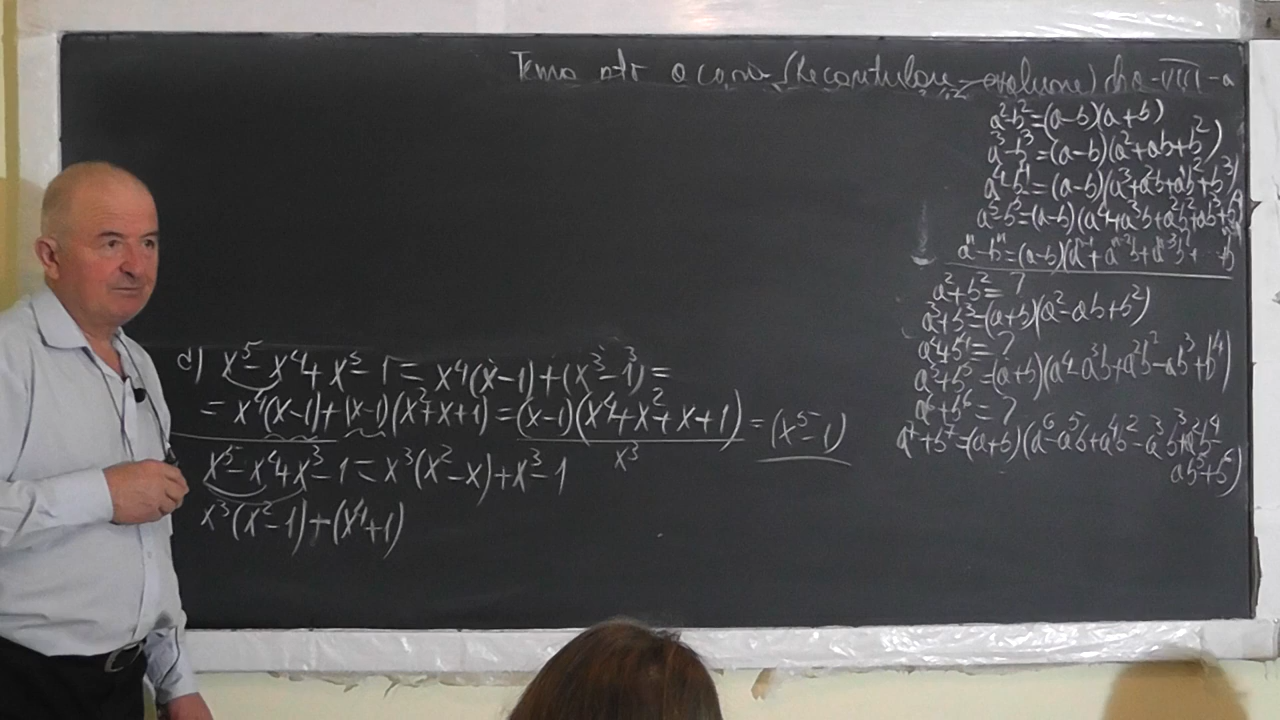 Tema ptr acasă (Recapitulare - evaluare) cls a-VIII-a
a²-b²=(a-b)(a+b)
a³-b³=(a-b)(a²+ab+b²)
a⁴-b⁴=(a-b)(a³+a²b+ab²+b³)
a⁵-b⁵=(a-b)(a⁴+a³b+a²b²+ab³+b⁴)
aⁿ-bⁿ=(a-b)(aⁿ⁻¹+aⁿ⁻²b+aⁿ⁻³b²+...
a²+b²=?
a³+b³=(a+b)(a²-ab+b²)
a⁴+b⁴=?
a⁵+b⁵=(a+b)(a⁴-a³b+a²b²-ab³+b⁴)
a⁶+b⁶=?
a⁷+b⁷=(a+b)(a⁶-a⁵b+a⁴b²-a³b³+a²b⁴
ab⁵+b⁶)
d) x⁵-x⁴+x³-1=x⁴(x-1)+(x³-1³)=
=x⁴(x-1)+(x-1)(x²+x+1)=(x-1)(x⁴+x²+x+1)=(x⁵-1)
x³
x⁵-x⁴+x³-1=x³(x²-x)+x³-1
x³(x²-1)+(x⁴+1)